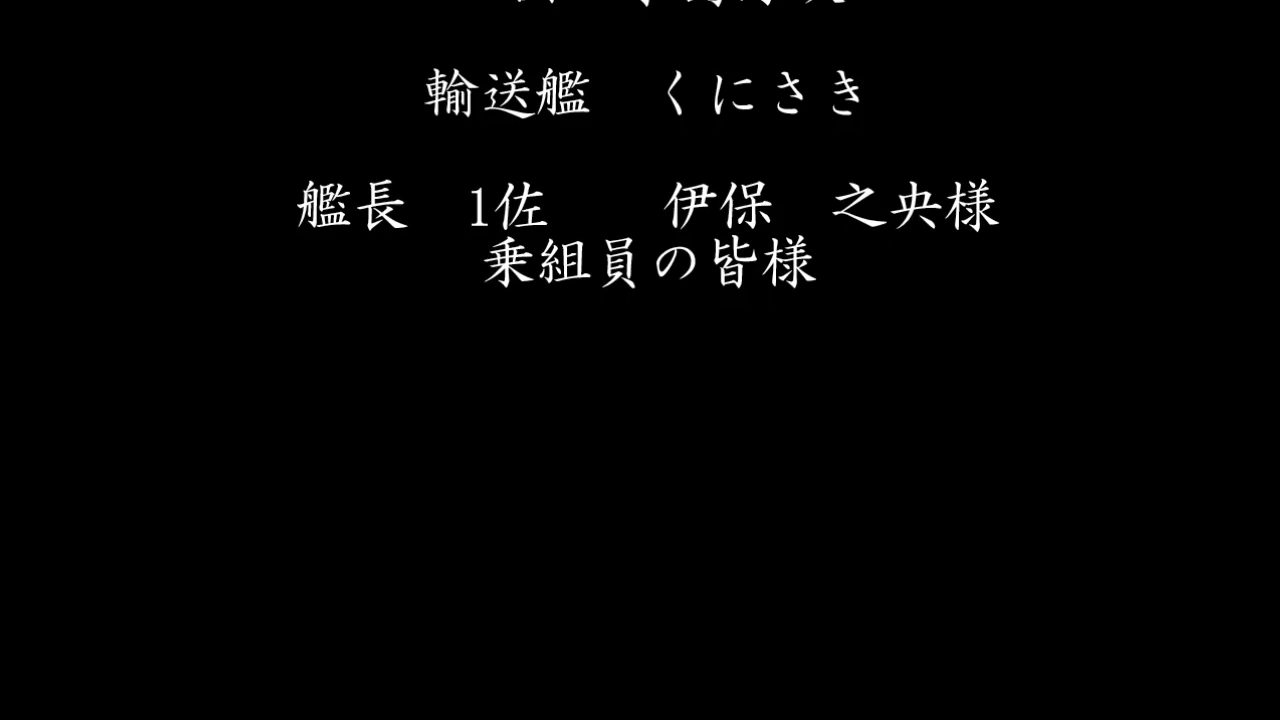 輸送艦　くにさき
艦長　1佐　　伊保　之央様
乗組員の皆様